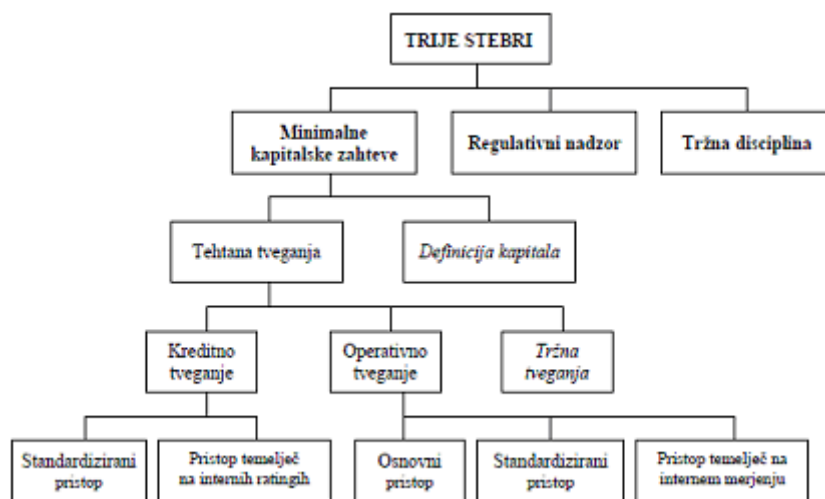 TRIJE STEBRI
Minimalne
kapitalske zahteve
Regulativni nadzor
Tržna disciplina
Tehtana tveganja
Definicija kapitala
Kreditno
tveganje
Operativno
tveganje
Tržna
tveganja
Standardizirani
pristop
Pristop temelječ
na internih ratingih
Osnovni
pristop
Standardizirani
pristop
Pristop temelječ na
internem merjenju